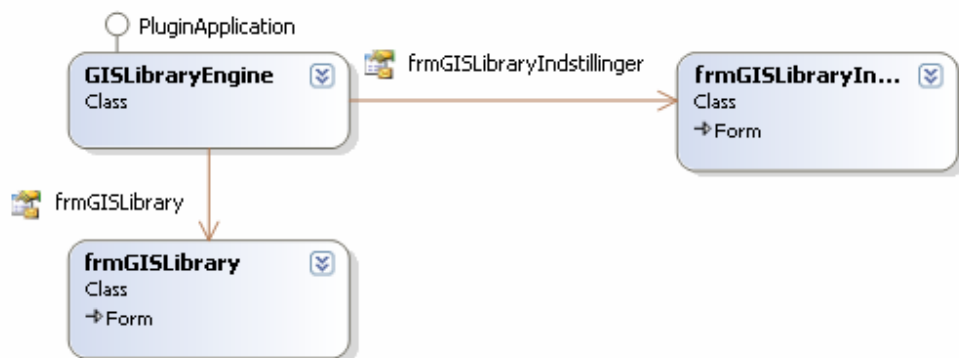 PluginApplication
GISLibraryEngine
Class
frmGISLibraryIndstillinger
frmGISLibraryIn...
Class
Form
frmGISLibrary
frmGISLibrary
Class
Form